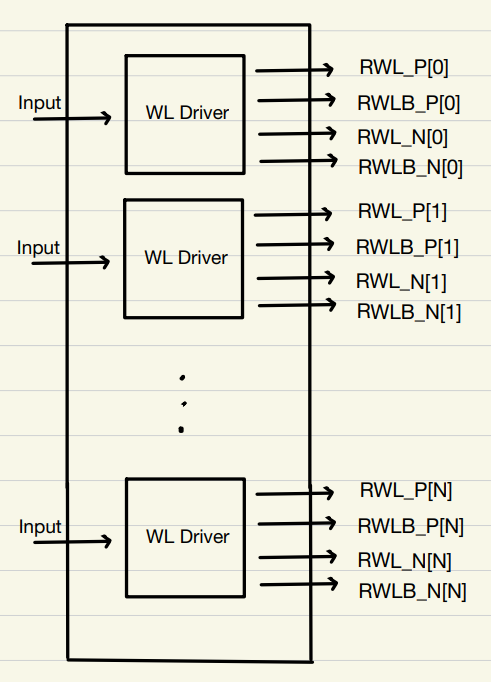 RWL_P[0]
Input
WL Driver
RWLB_P[0]
RWL_N[0]
RWLB_N[0]
RWL_P[1]
Input
WL Driver
RWLB_P[1]
RWL_N[1]
RWLB_N[1]
RWL_P[N]
Input
WL Driver
RWLB_P[N]
RWL_N[N]
RWLB_N[N]